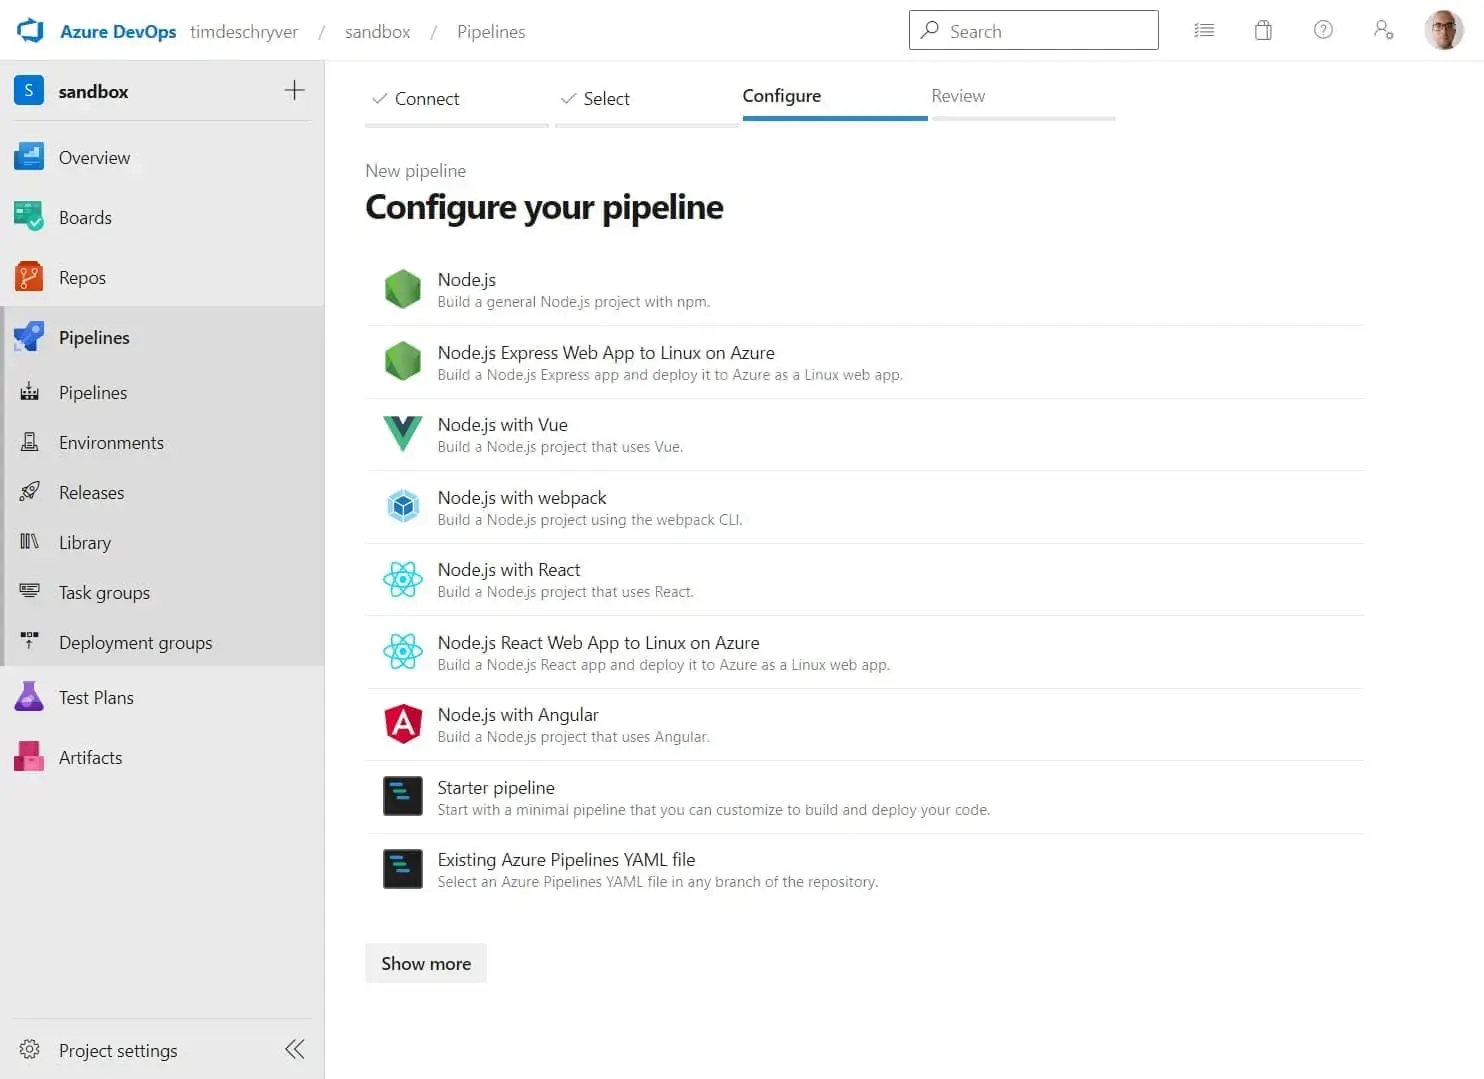 Azure DevOps timdeschryver / sandbox / Pipelines
Search
S sandbox
Overview
Boards
Repos
Pipelines
Pipelines
Environments
Releases
Library
Task groups
Deployment groups
Test Plans
Artifacts
Project settings
Connect
Select
Configure
Review
New pipeline
Configure your pipeline
Node.js
Build a general Node.js project with npm.
Node.js Express Web App to Linux on Azure
Build a Node.js Express app and deploy it to Azure as a Linux web app.
Node.js with Vue
Build a Node.js project that uses Vue.
Node.js with webpack
Build a Node.js project using the webpack CLI.
Node.js with React
Build a Node.js project that uses React.
Node.js React Web App to Linux on Azure
Build a Node.js React app and deploy it to Azure as a Linux web app.
Node.js with Angular
Build a Node.js project that uses Angular.
Starter pipeline
Start with a minimal pipeline that you can customize to build and deploy your code.
Existing Azure Pipelines YAML file
Select an Azure Pipelines YAML file in any branch of the repository.
Show more